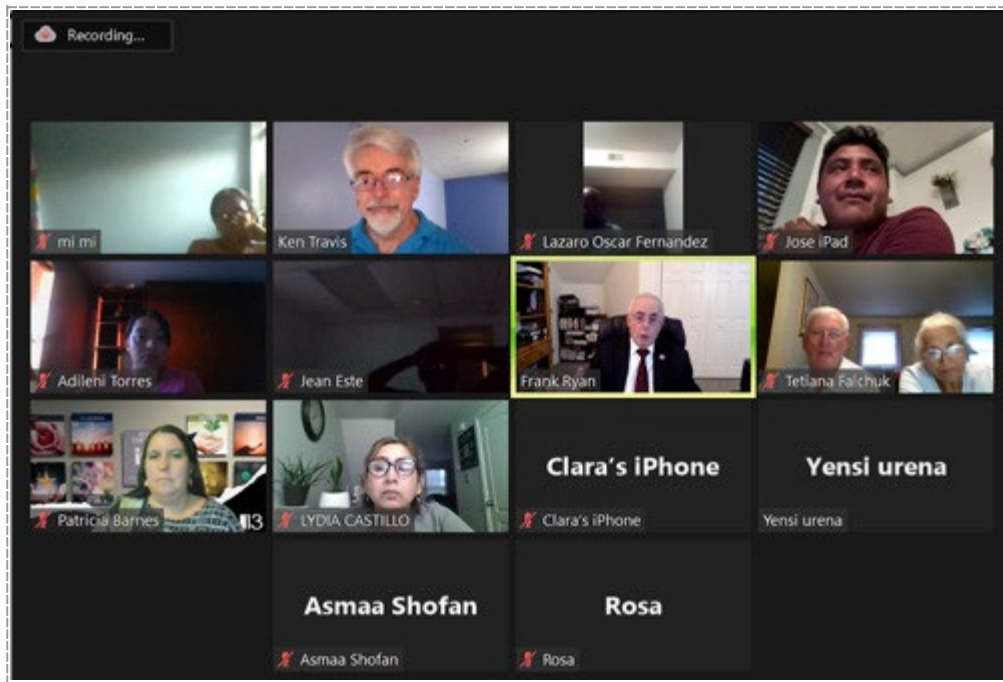 Recording...
mi mi
Ken Travis
Lazaro Oscar Fernandez
Jose iPad
Adileni Torres
Jean Este
Frank Ryan
Tetiana Falchuk
Patricia Barnes
LYDIA CASTILLO
Clara's iPhone
Clara's iPhone
Yensi urena
Yensi urena
Asmaa Shofan
Asmaa Shofan
Rosa
Rosa